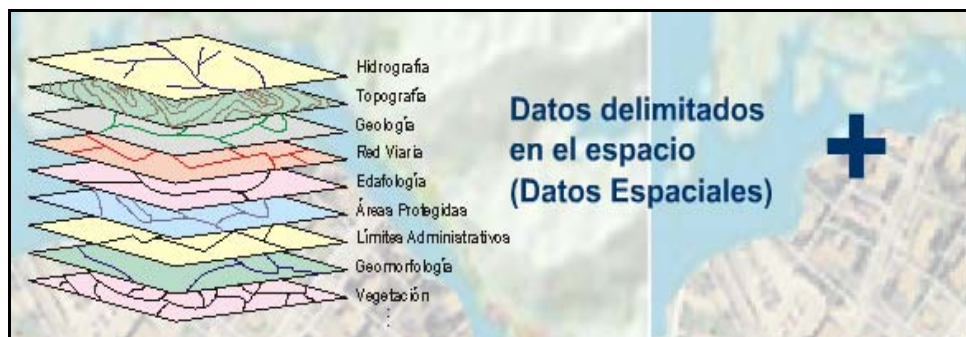 Hidrografía
Topografía
Geología
Red Viaria
Edafología
Áreas Protegidas
Límites Administrativos
Geomorfología
Vegetación
⋮
Datos delimitados
en el espacio
(Datos Espaciales)
+